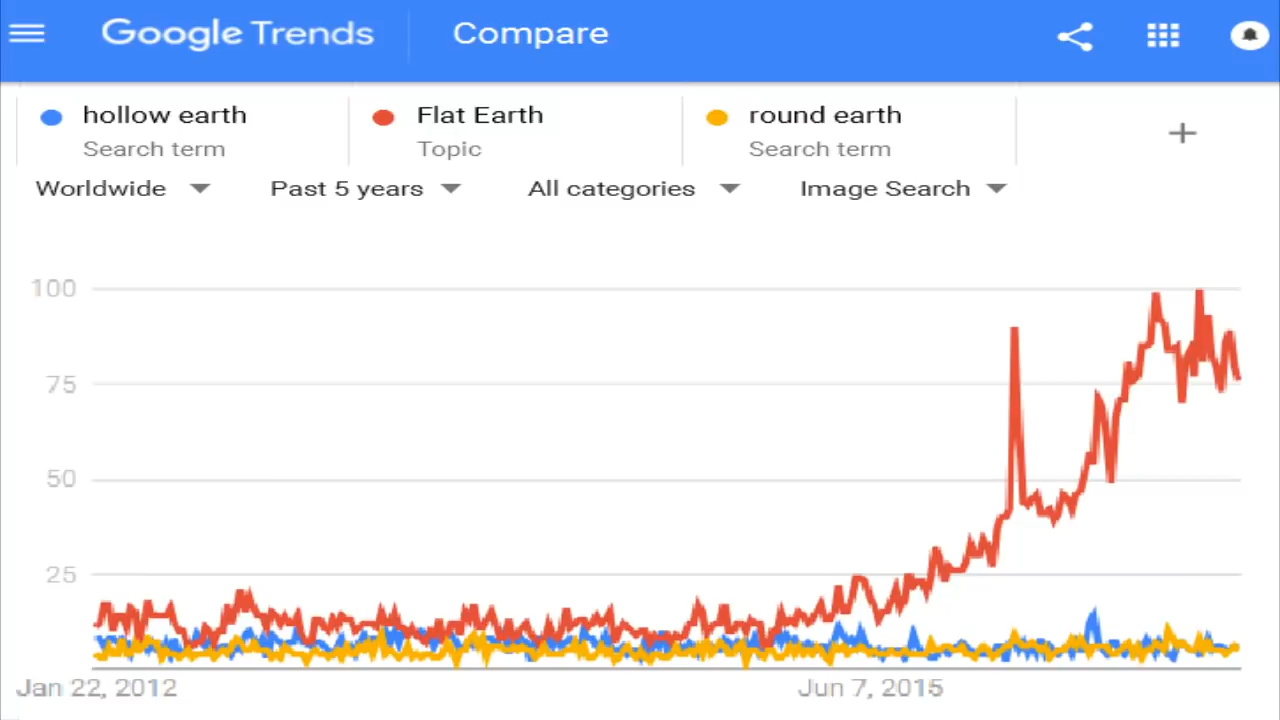 Google Trends Compare
hollow earth Flat Earth round earth
Search term Topic Search term
Worldwide Past 5 years All categories Image Search
100
75
50
25
Jan 22, 2012 Jun 7, 2015